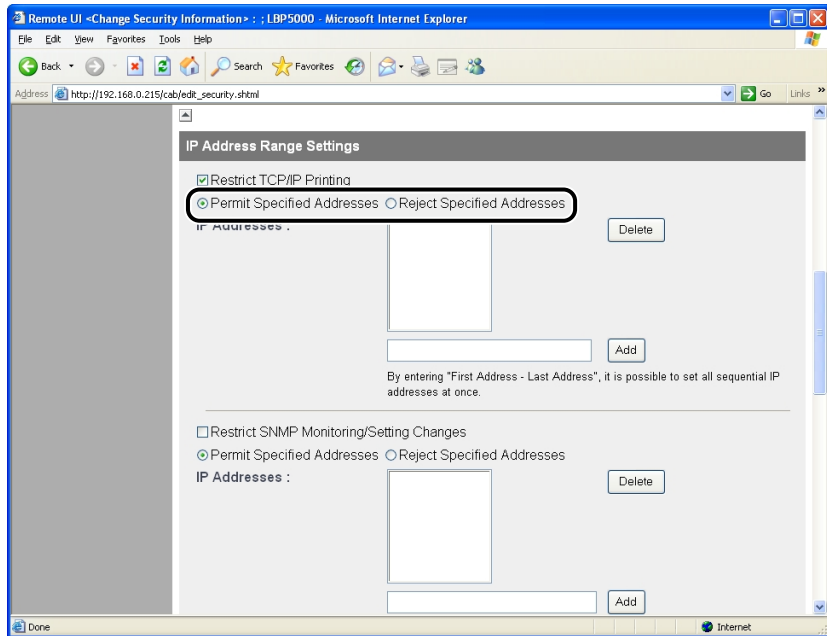 Remote UI <Change Security Information> : ; LBP5000 - Microsoft Internet Explorer
File Edit View Favorites Tools Help
Back Search Favorites
Address http://192.168.0.215/cab/edit_security.shtml Go Links »
IP Address Range Settings
Restrict TCP/IP Printing
Permit Specified Addresses Reject Specified Addresses
IP Addresses :
Delete
Add
By entering "First Address - Last Address", it is possible to set all sequential IP
addresses at once.
Restrict SNMP Monitoring/Setting Changes
Permit Specified Addresses Reject Specified Addresses
IP Addresses :
Delete
Add
Done Internet